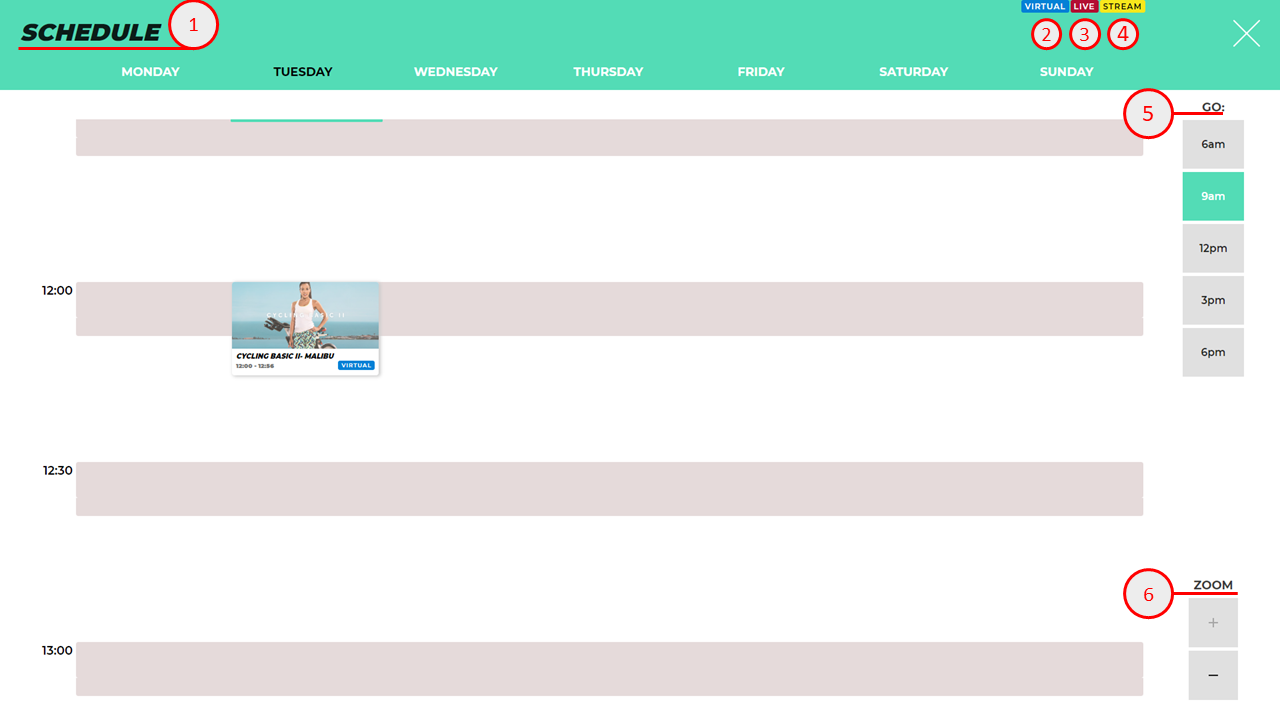 SCHEDULE
1
VIRTUAL LIVE STREAM
2 3 4
MONDAY TUESDAY WEDNESDAY THURSDAY FRIDAY SATURDAY SUNDAY
5 GO:
6am
9am
12pm
3pm
6pm
12:00
CYCLING BASIC II
CYCLING BASIC II- MALIBU
12:00 - 12:56
VIRTUAL
12:30
6 ZOOM
+
13:00
−